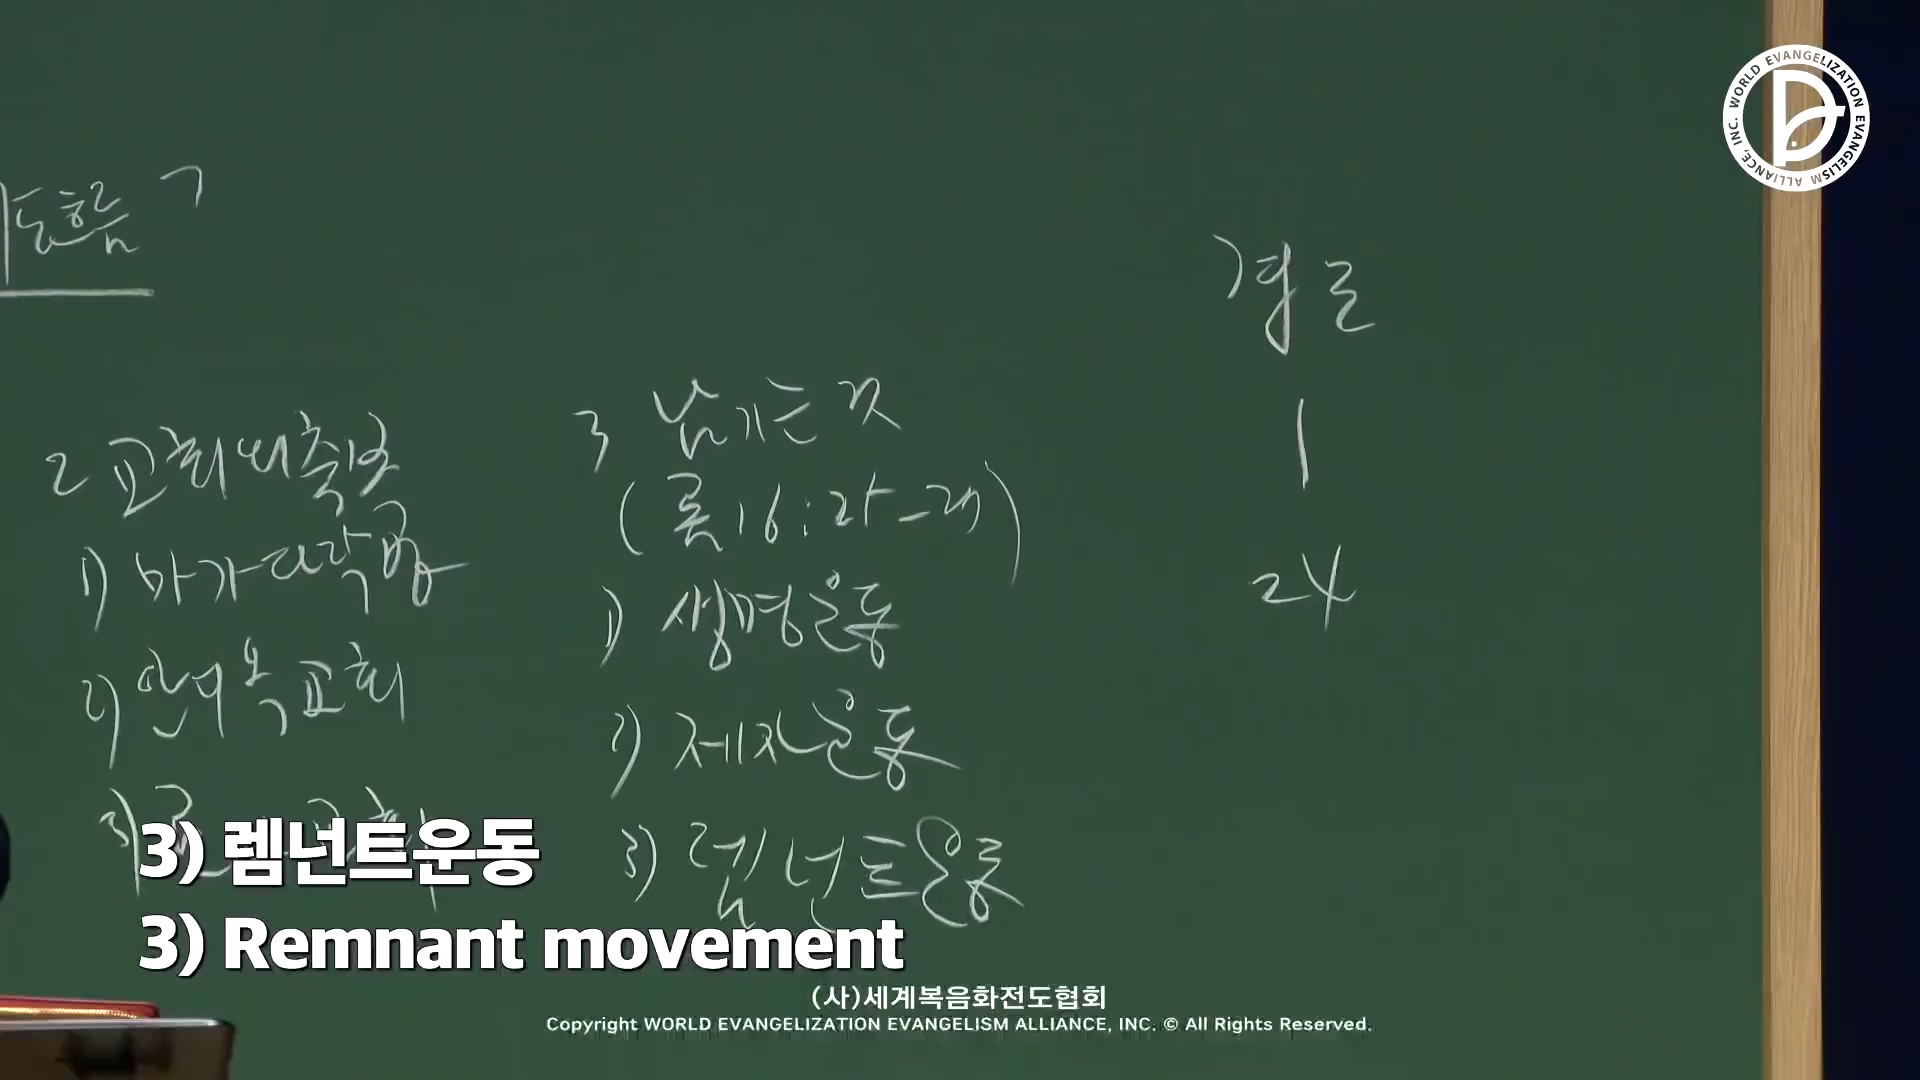 도흐름
2 교회
1) 바가다락방
2) 안디옥교회
3)
3 남기는 것
(롬16:25-27)
1) 생명운동
2) 제자운동
3) 렘넌트운동
결론
1
24
3) 렘넌트운동
3) Remnant movement
(사)세계복음화전도협회
Copyright WORLD EVANGELIZATION EVANGELISM ALLIANCE, INC. © All Rights Reserved.
WORLD EVANGELIZATION EVANGELISM ALLIANCE, INC.